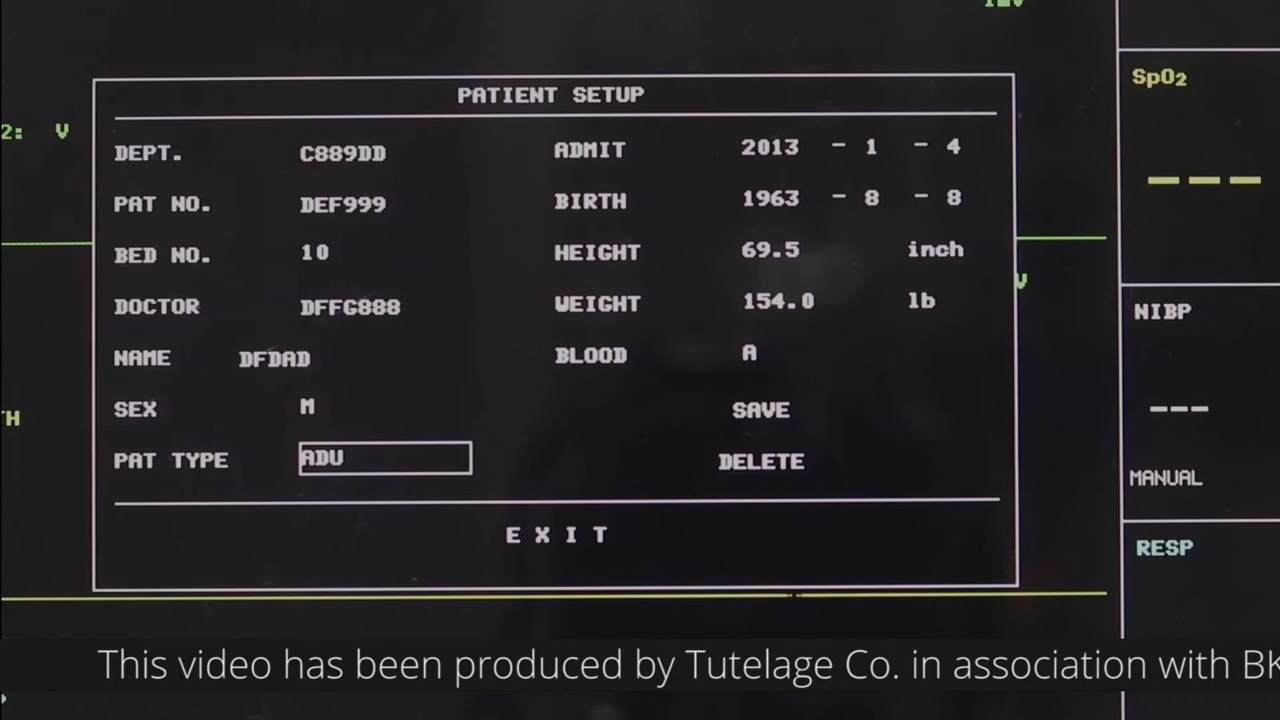 2: V
PATIENT SETUP
DEPT. C889DD ADMIT 2013 - 1 - 4
PAT NO. DEF999 BIRTH 1963 - 8 - 8
BED NO. 10 HEIGHT 69.5 inch
DOCTOR DFFG888 WEIGHT 154.0 lb
NAME DFDAD BLOOD A
SEX M SAVE
PAT TYPE ADU DELETE
E X I T
SpO2
---
NIBP
---
MANUAL
RESP
This video has been produced by Tutelage Co. in association with BK